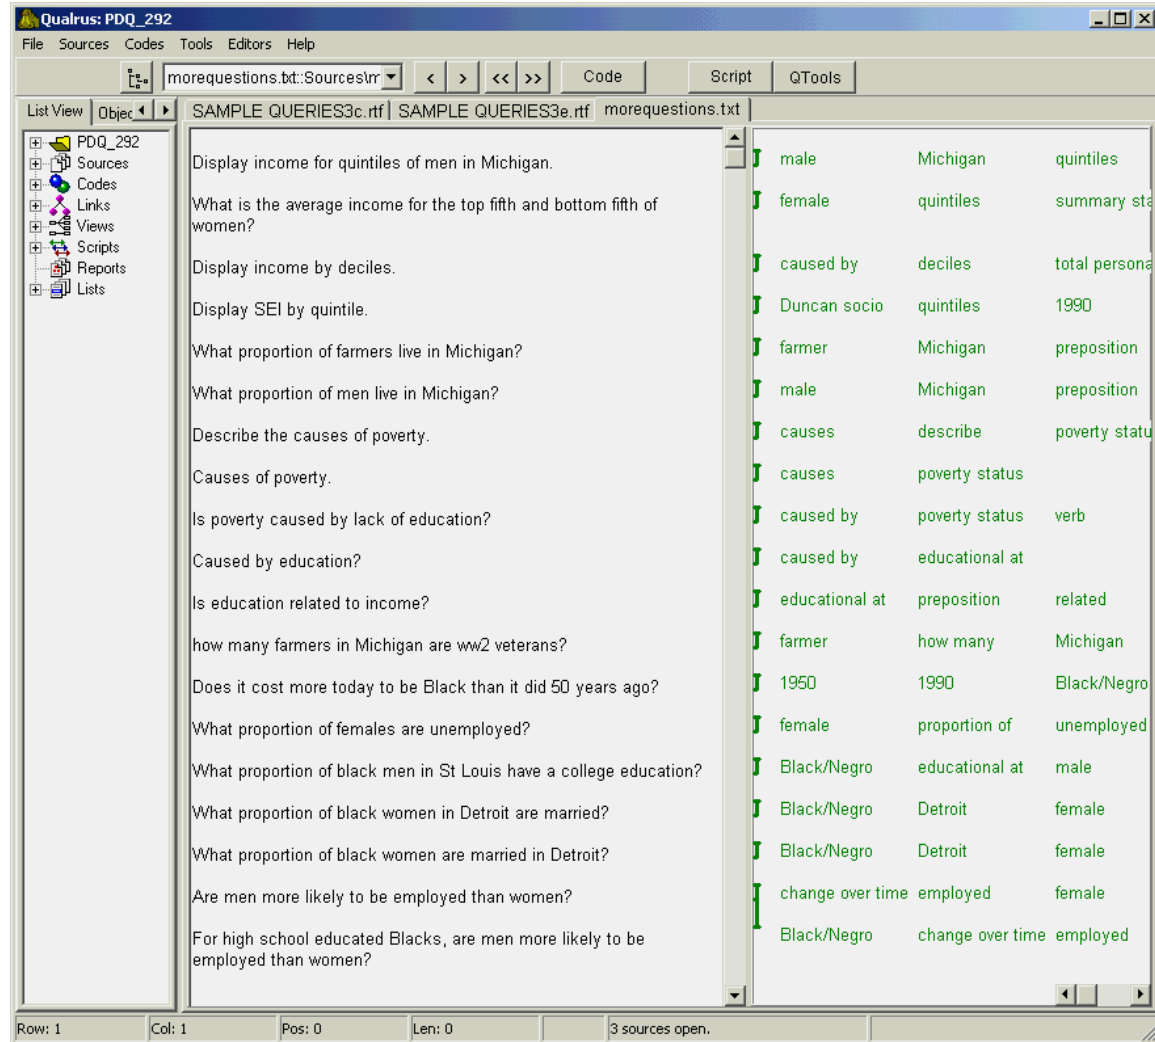 Qualrus: PDQ_292
File Sources Codes Tools Editors Help
morequestions.txt::Sources\m < > << >> Code Script QTools
List View Objec SAMPLE QUERIES3c.rtf SAMPLE QUERIES3e.rtf morequestions.txt
PDQ_292
Sources
Codes
Links
Views
Scripts
Reports
Lists
Display income for quintiles of men in Michigan.
What is the average income for the top fifth and bottom fifth of
women?
Display income by deciles.
Display SEI by quintile.
What proportion of farmers live in Michigan?
What proportion of men live in Michigan?
Describe the causes of poverty.
Causes of poverty.
Is poverty caused by lack of education?
Caused by education?
Is education related to income?
how many farmers in Michigan are ww2 veterans?
Does it cost more today to be Black than it did 50 years ago?
What proportion of females are unemployed?
What proportion of black men in St Louis have a college education?
What proportion of black women in Detroit are married?
What proportion of black women are married in Detroit?
Are men more likely to be employed than women?
For high school educated Blacks, are men more likely to be
employed than women?
male Michigan quintiles
female quintiles summary sta
caused by deciles total persona
Duncan socio quintiles 1990
farmer Michigan preposition
male Michigan preposition
causes describe poverty statu
causes poverty status
caused by poverty status verb
caused by educational at
educational at preposition related
farmer how many Michigan
1950 1990 Black/Negro
female proportion of unemployed
Black/Negro educational at male
Black/Negro Detroit female
Black/Negro Detroit female
change over time employed female
Black/Negro change over time employed
Row: 1 Col: 1 Pos: 0 Len: 0 3 sources open.